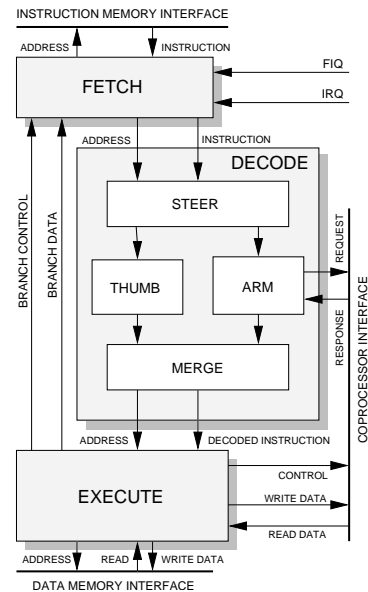 INSTRUCTION MEMORY INTERFACE
ADDRESS
INSTRUCTION
FETCH
FIQ
IRQ
ADDRESS
INSTRUCTION
DECODE
STEER
BRANCH CONTROL
BRANCH DATA
THUMB
ARM
REQUEST
RESPONSE
COPROCESSOR INTERFACE
MERGE
ADDRESS
DECODED INSTRUCTION
EXECUTE
CONTROL
WRITE DATA
READ DATA
ADDRESS
READ
WRITE DATA
DATA MEMORY INTERFACE